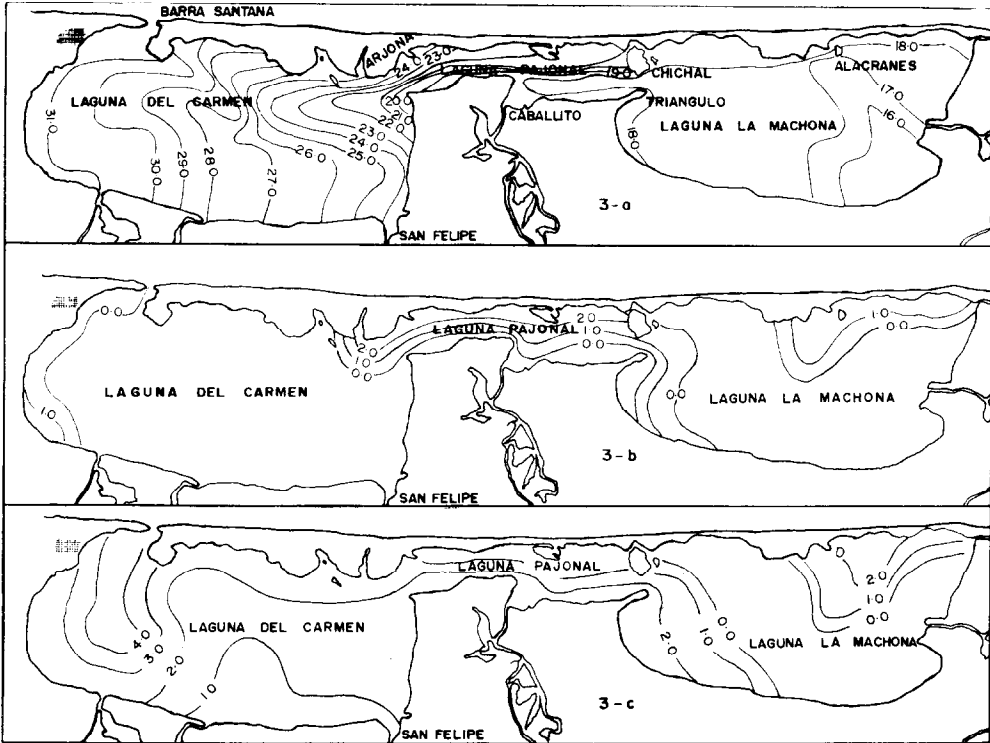 BARRA SANTANA
ARJONA
24.0
23.0
LAGUNA PAJONAL
19.0
CHICHAL
18.0
ALACRANES
LAGUNA DEL CARMEN
31.0
20.0
22.0
23.0
24.0
25.0
CABALLITO
TRIANGULO
LAGUNA LA MACHONA
17.0
16.0
18.0
30.0
29.0
28.0
27.0
26.0
3-a
SAN FELIPE
0.0
2.0
1.0
0.0
LAGUNA PAJONAL
2.0
1.0
0.0
1.0
0.0
LAGUNA DEL CARMEN
0.0
LAGUNA LA MACHONA
1.0
3-b
SAN FELIPE
LAGUNA PAJONAL
2.0
1.0
0.0
LAGUNA DEL CARMEN
4.0
3.0
2.0
1.0
0.0
1.0
2.0
LAGUNA LA MACHONA
3-c
SAN FELIPE